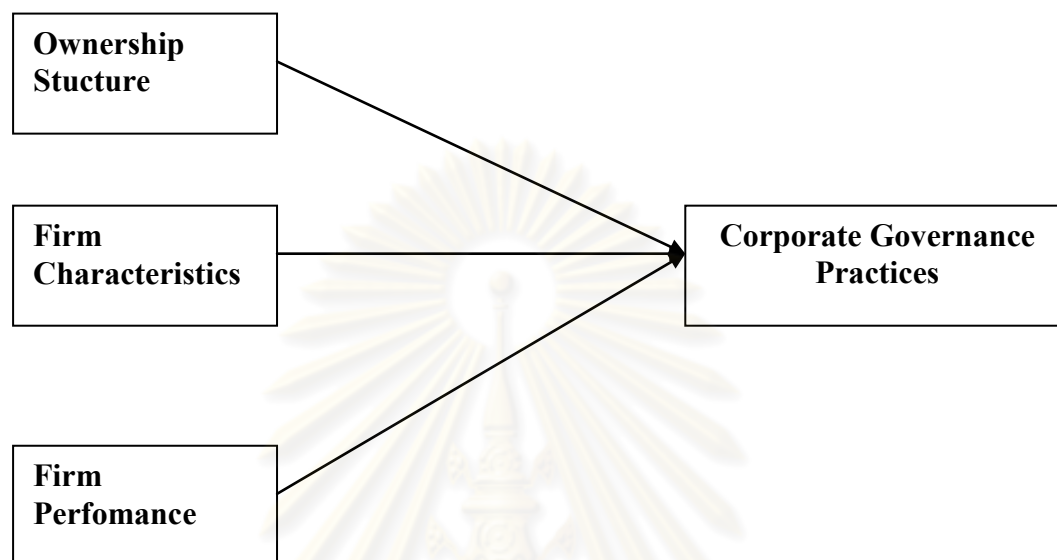 Ownership
Stucture
Firm
Characteristics
Corporate Governance
Practices
Firm
Perfomance